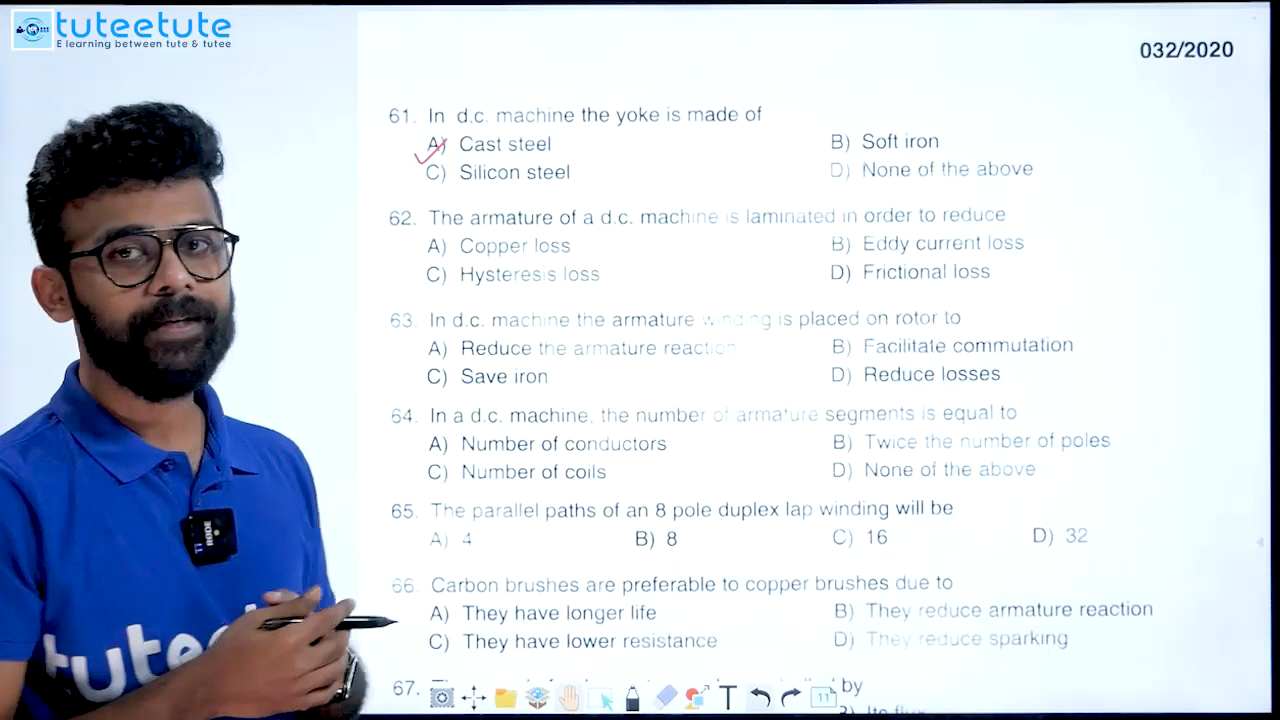 tuteetute
E learning between tute & tutee
032/2020
61. In d.c. machine the yoke is made of
A) Cast steel B) Soft iron
C) Silicon steel D) None of the above
62. The armature of a d.c. machine is laminated in order to reduce
A) Copper loss B) Eddy current loss
C) Hysteresis loss D) Frictional loss
63. In d.c. machine the armature winding is placed on rotor to
A) Reduce the armature reaction B) Facilitate commutation
C) Save iron D) Reduce losses
64. In a d.c. machine, the number of armature segments is equal to
A) Number of conductors B) Twice the number of poles
C) Number of coils D) None of the above
65. The parallel paths of an 8 pole duplex lap winding will be
A) 4 B) 8 C) 16 D) 32
66. Carbon brushes are preferable to copper brushes due to
A) They have longer life B) They reduce armature reaction
C) They have lower resistance D) They reduce sparking
67. by
RODE
T
11